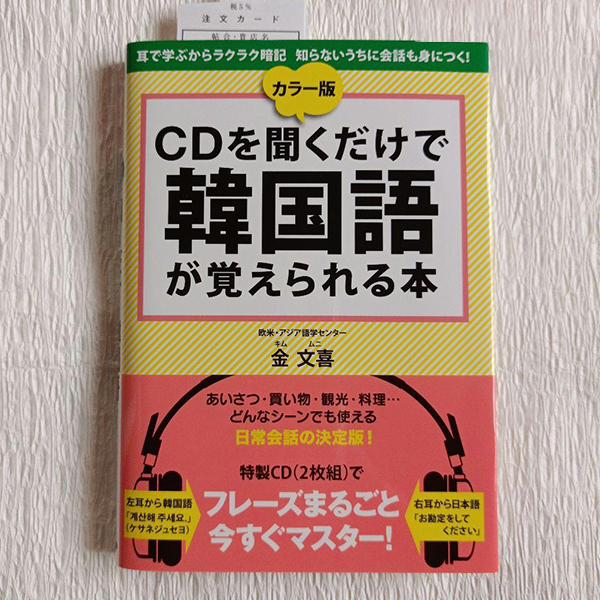 税5%
注文カード
帖合・貴店名
耳で学ぶからラクラク暗記 知らないうちに会話も身につく!
カラー版
CDを聞くだけで
韓国語
が覚えられる本
欧米・アジア語学センター
キム ムニ
金 文喜
あいさつ・買い物・観光・料理…
どんなシーンでも使える
日常会話の決定版!
特製CD(2枚組)で
フレーズまるごと
今すぐマスター!
左耳から韓国語
「계산해 주세요.」
(ケサネジュセヨ)
右耳から日本語
「お勘定をして
ください」